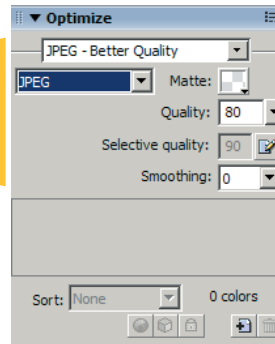 Optimize
JPEG - Better Quality
JPEG Matte:
Quality: 80
Selective quality: 90
Smoothing: 0
Sort: None 0 colors